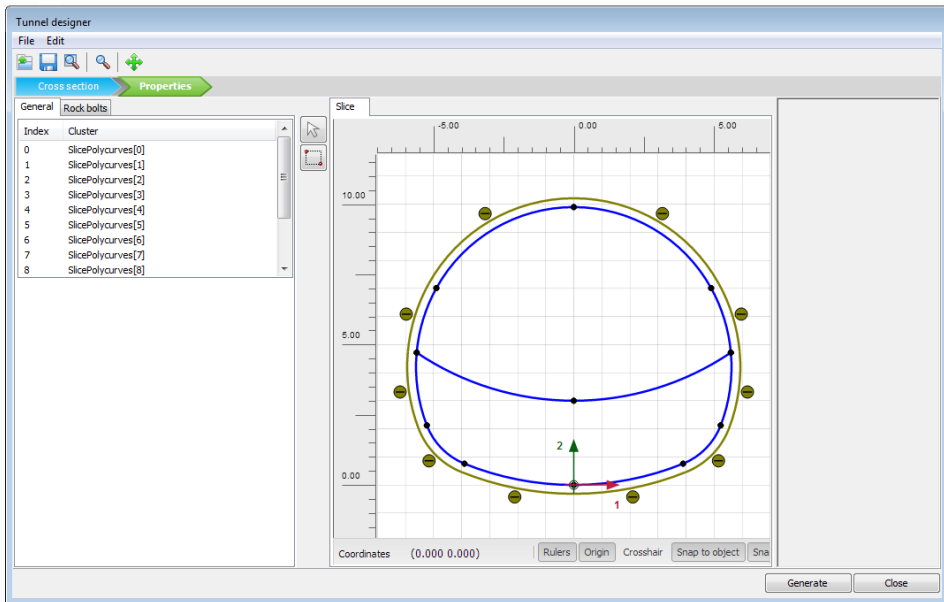 Tunnel designer
File Edit
Cross section Properties
General Rock bolts
Index Cluster
0 SlicePolycurves[0]
1 SlicePolycurves[1]
2 SlicePolycurves[2]
3 SlicePolycurves[3]
4 SlicePolycurves[4]
5 SlicePolycurves[5]
6 SlicePolycurves[6]
7 SlicePolycurves[7]
8 SlicePolycurves[8]
Slice
-5.00 0.00 5.00
10.00
5.00
0.00
2
1
Coordinates (0.000 0.000) Rulers Origin Crosshair Snap to object Sna
Generate Close